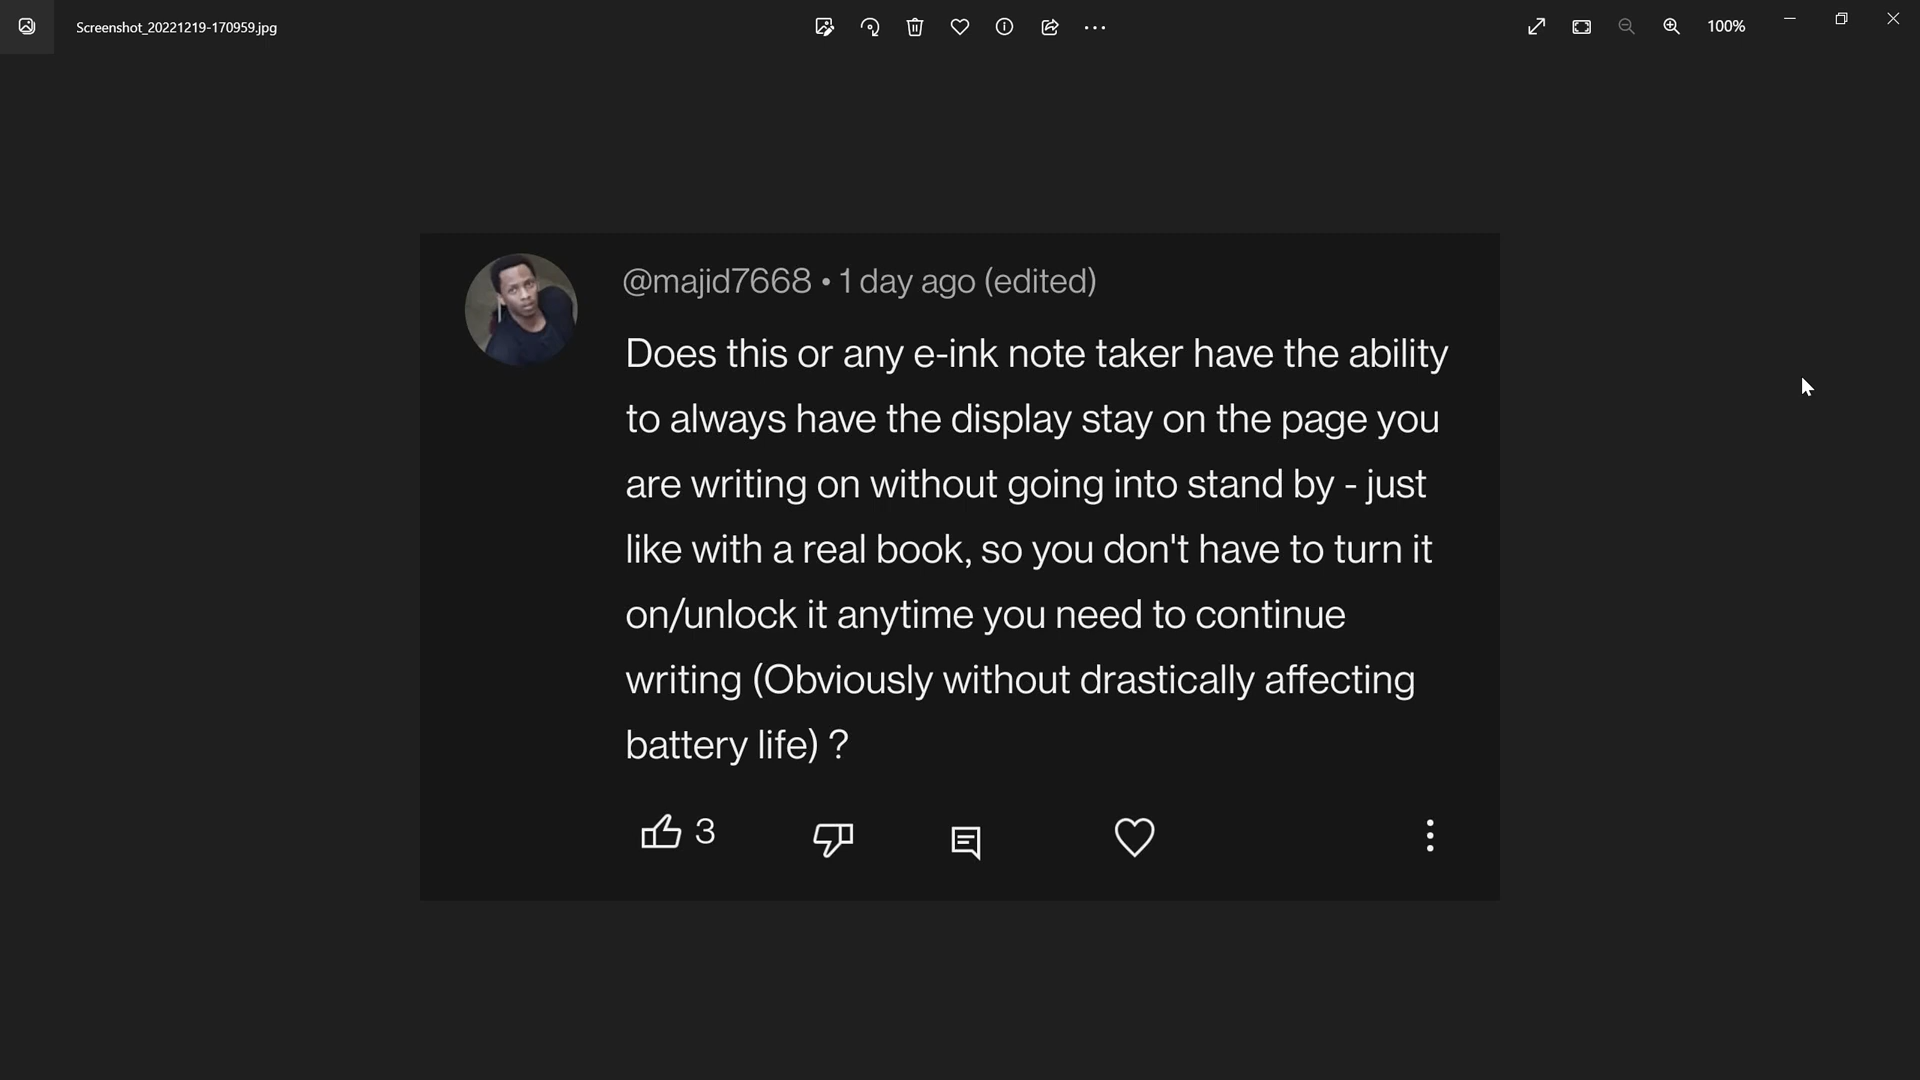 Screenshot_20221219-170959.jpg
100%
@majid7668 • 1 day ago (edited)
Does this or any e-ink note taker have the ability
to always have the display stay on the page you
are writing on without going into stand by - just
like with a real book, so you don't have to turn it
on/unlock it anytime you need to continue
writing (Obviously without drastically affecting
battery life) ?
3